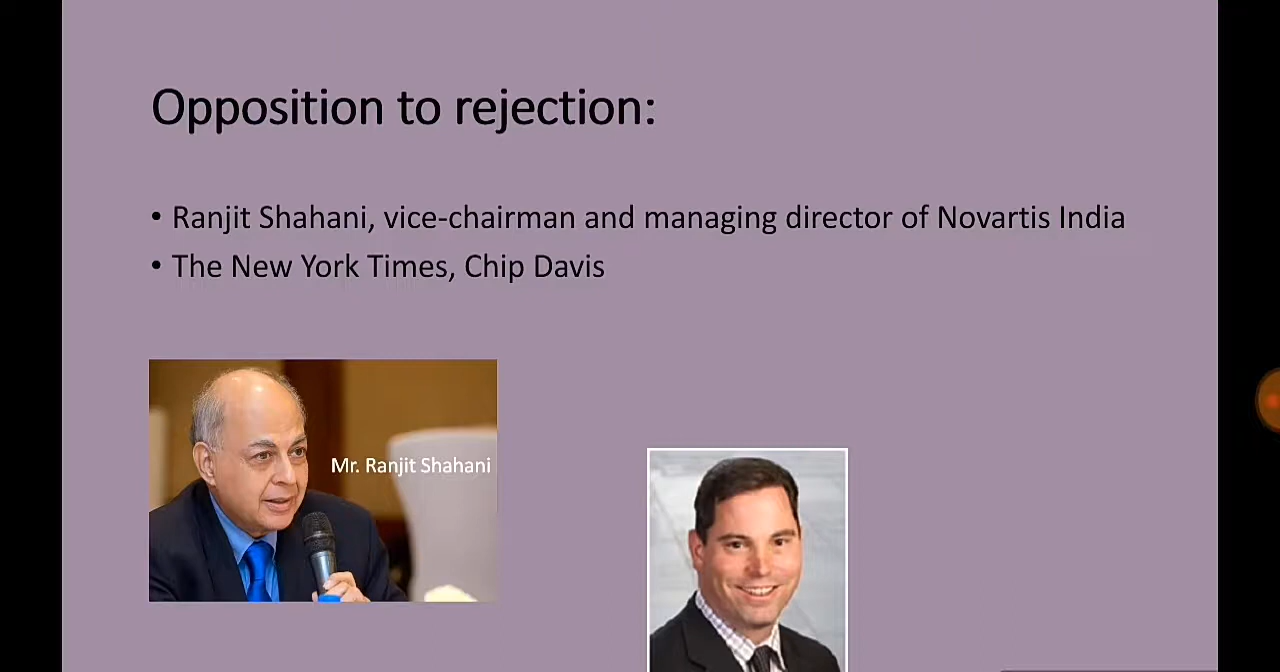 Opposition to rejection:
• Ranjit Shahani, vice-chairman and managing director of Novartis India
• The New York Times, Chip Davis
Mr. Ranjit Shahani